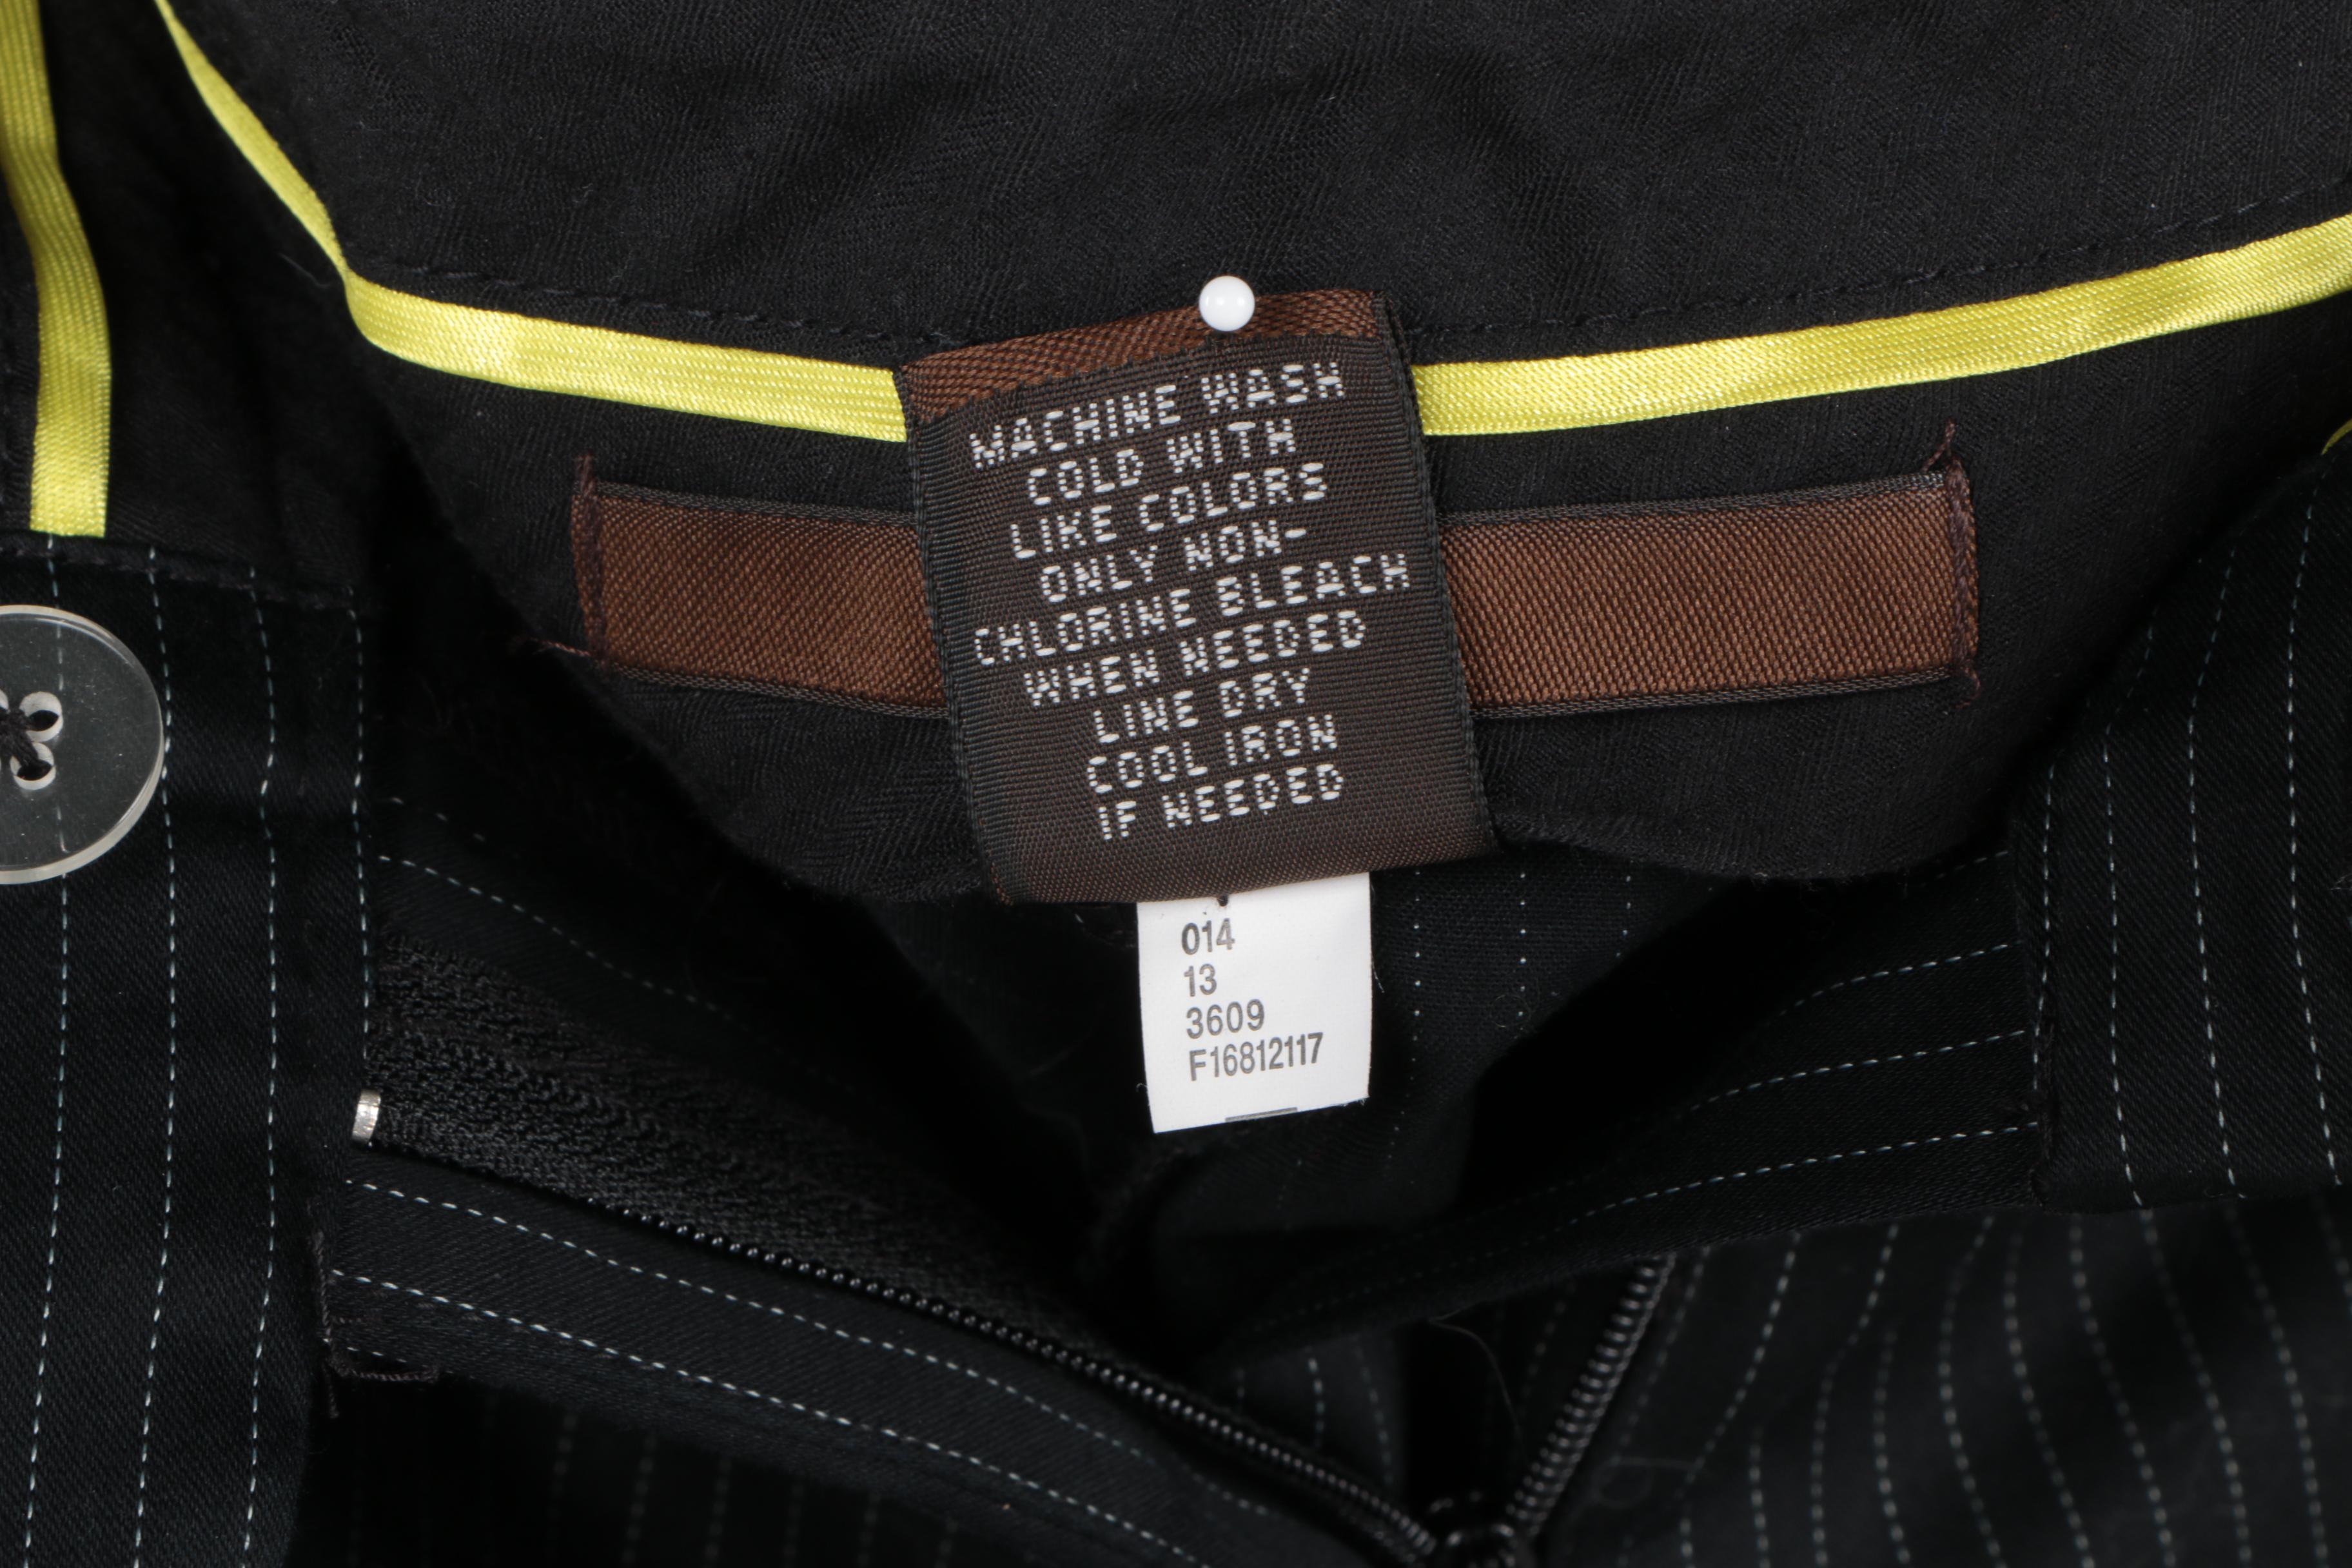 MACHINE WASH
COLD WITH
LIKE COLORS
ONLY NON-
CHLORINE BLEACH
WHEN NEEDED
LINE DRY
COOL IRON
IF NEEDED
014
13
3609
F16812117